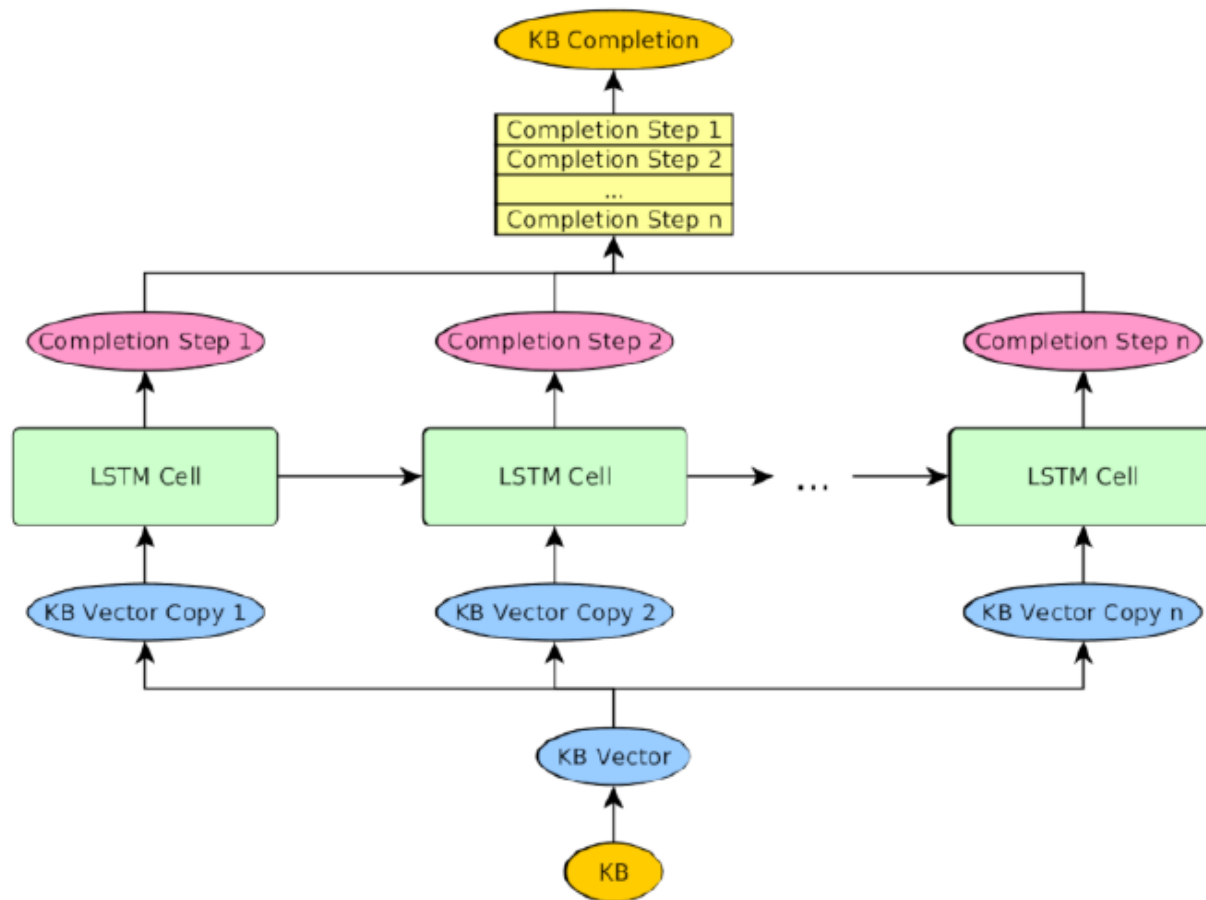 KB Completion
Completion Step 1
Completion Step 2
...
Completion Step n
Completion Step 1
Completion Step 2
Completion Step n
LSTM Cell
LSTM Cell
...
LSTM Cell
KB Vector Copy 1
KB Vector Copy 2
KB Vector Copy n
KB Vector
KB